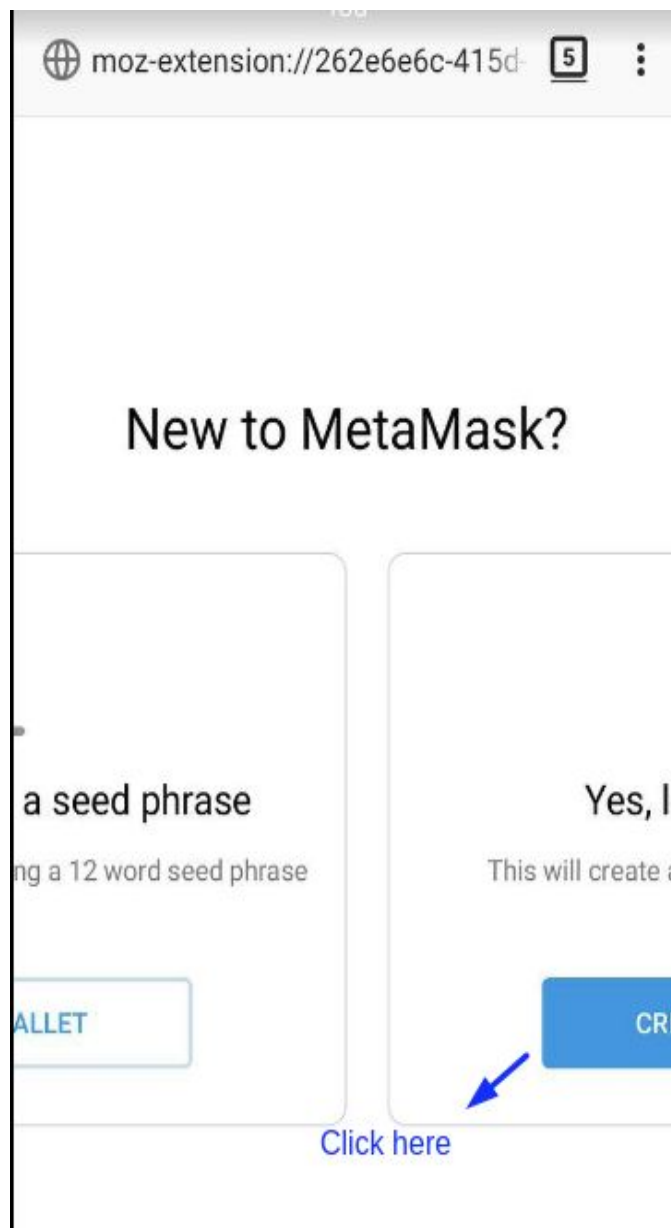 moz-extension://262e6e6c-415d-
5
New to MetaMask?
a seed phrase
ng a 12 word seed phrase
ALLET
Yes, l
This will create a
CR
Click here